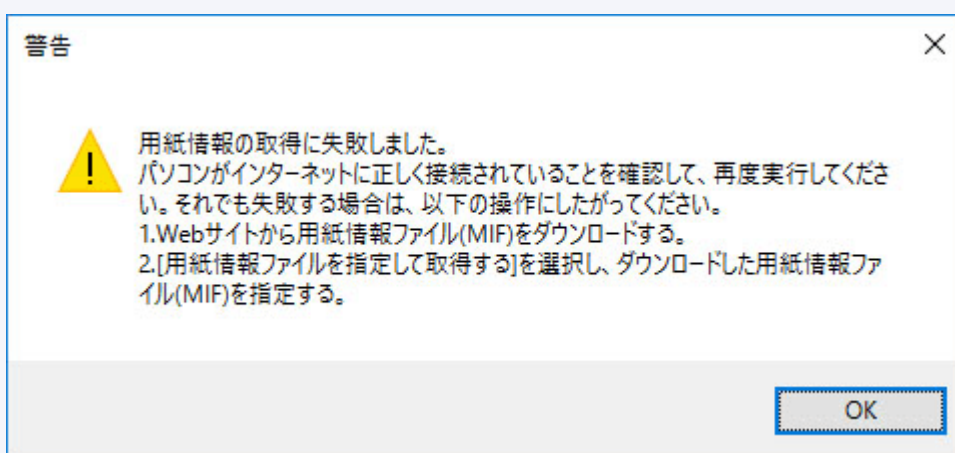 警告
用紙情報の取得に失敗しました。
パソコンがインターネットに正しく接続されていることを確認して、再度実行してくださ
い。それでも失敗する場合は、以下の操作にしたがってください。
1.Webサイトから用紙情報ファイル(MIF)をダウンロードする。
2.[用紙情報ファイルを指定して取得する]を選択し、ダウンロードした用紙情報ファ
イル(MIF)を指定する。
OK